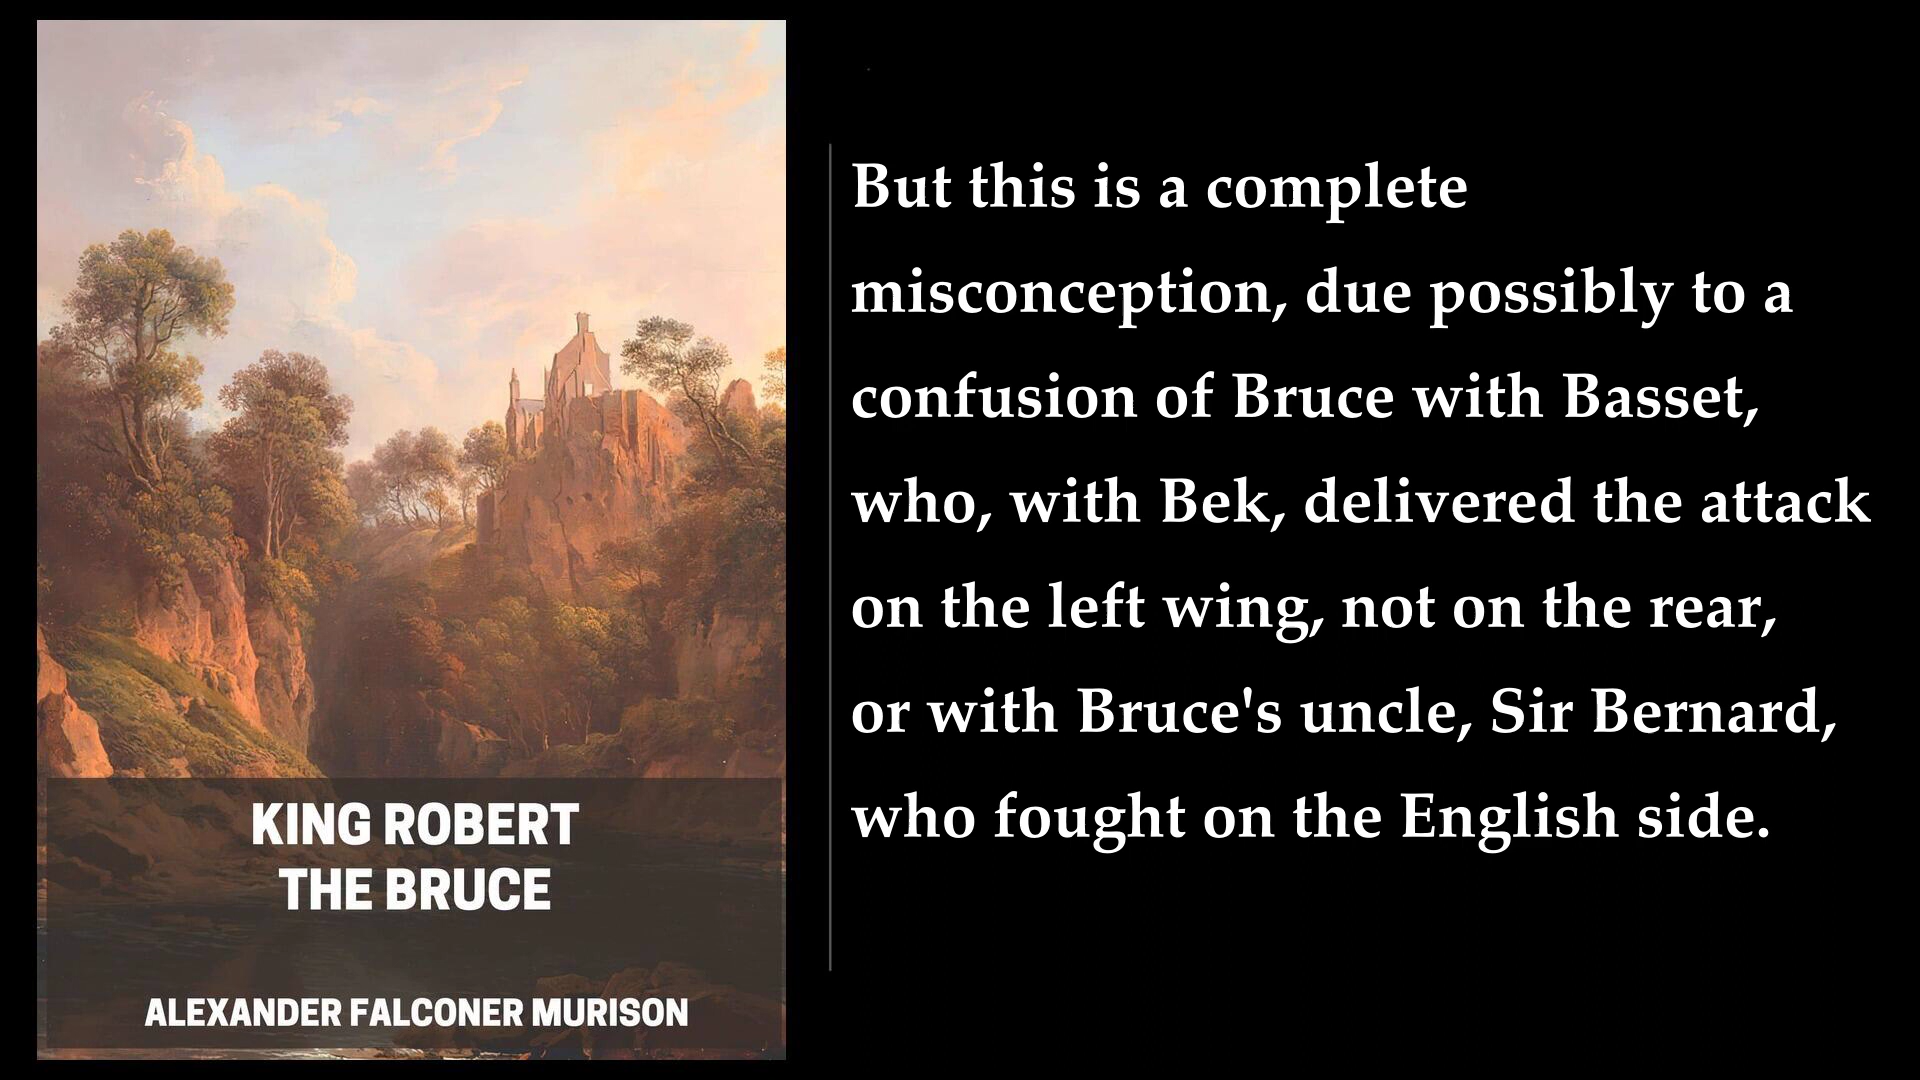 KING ROBERT
THE BRUCE
ALEXANDER FALCONER MURISON
But this is a complete
misconception, due possibly to a
confusion of Bruce with Basset,
who, with Bek, delivered the attack
on the left wing, not on the rear,
or with Bruce's uncle, Sir Bernard,
who fought on the English side.